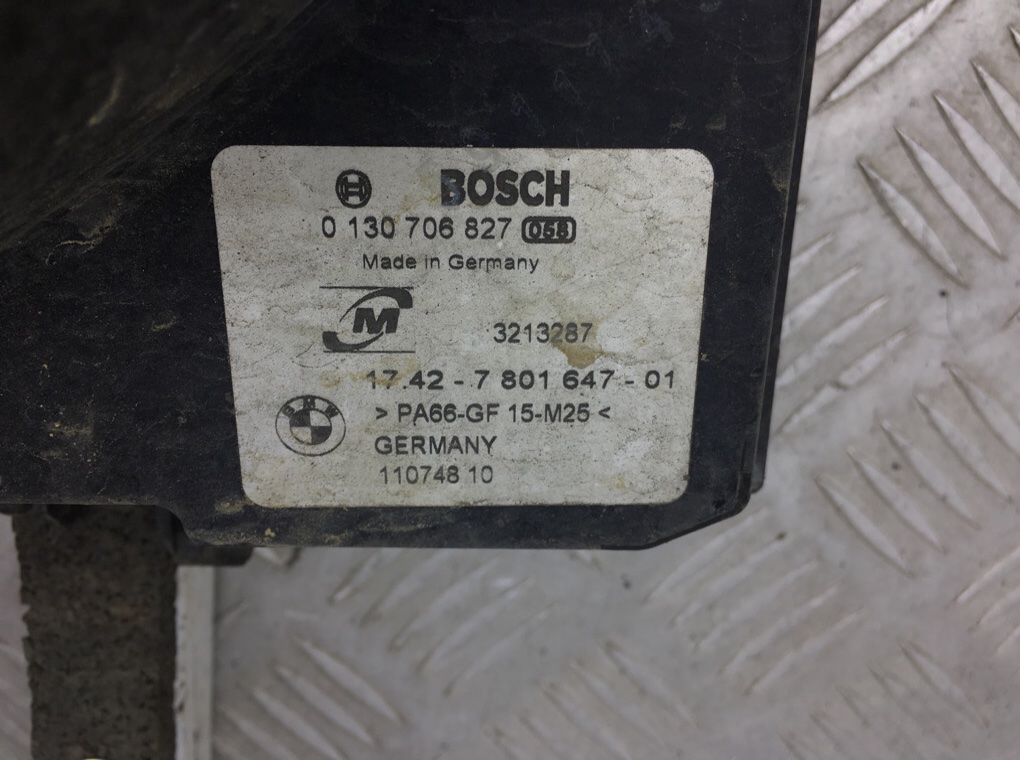 BOSCH
0 130 706 827 058
Made in Germany
M
3213287
17.42 - 7 801 647 - 01
BMW
> PA66-GF 15-M25 <
GERMANY
110748 10